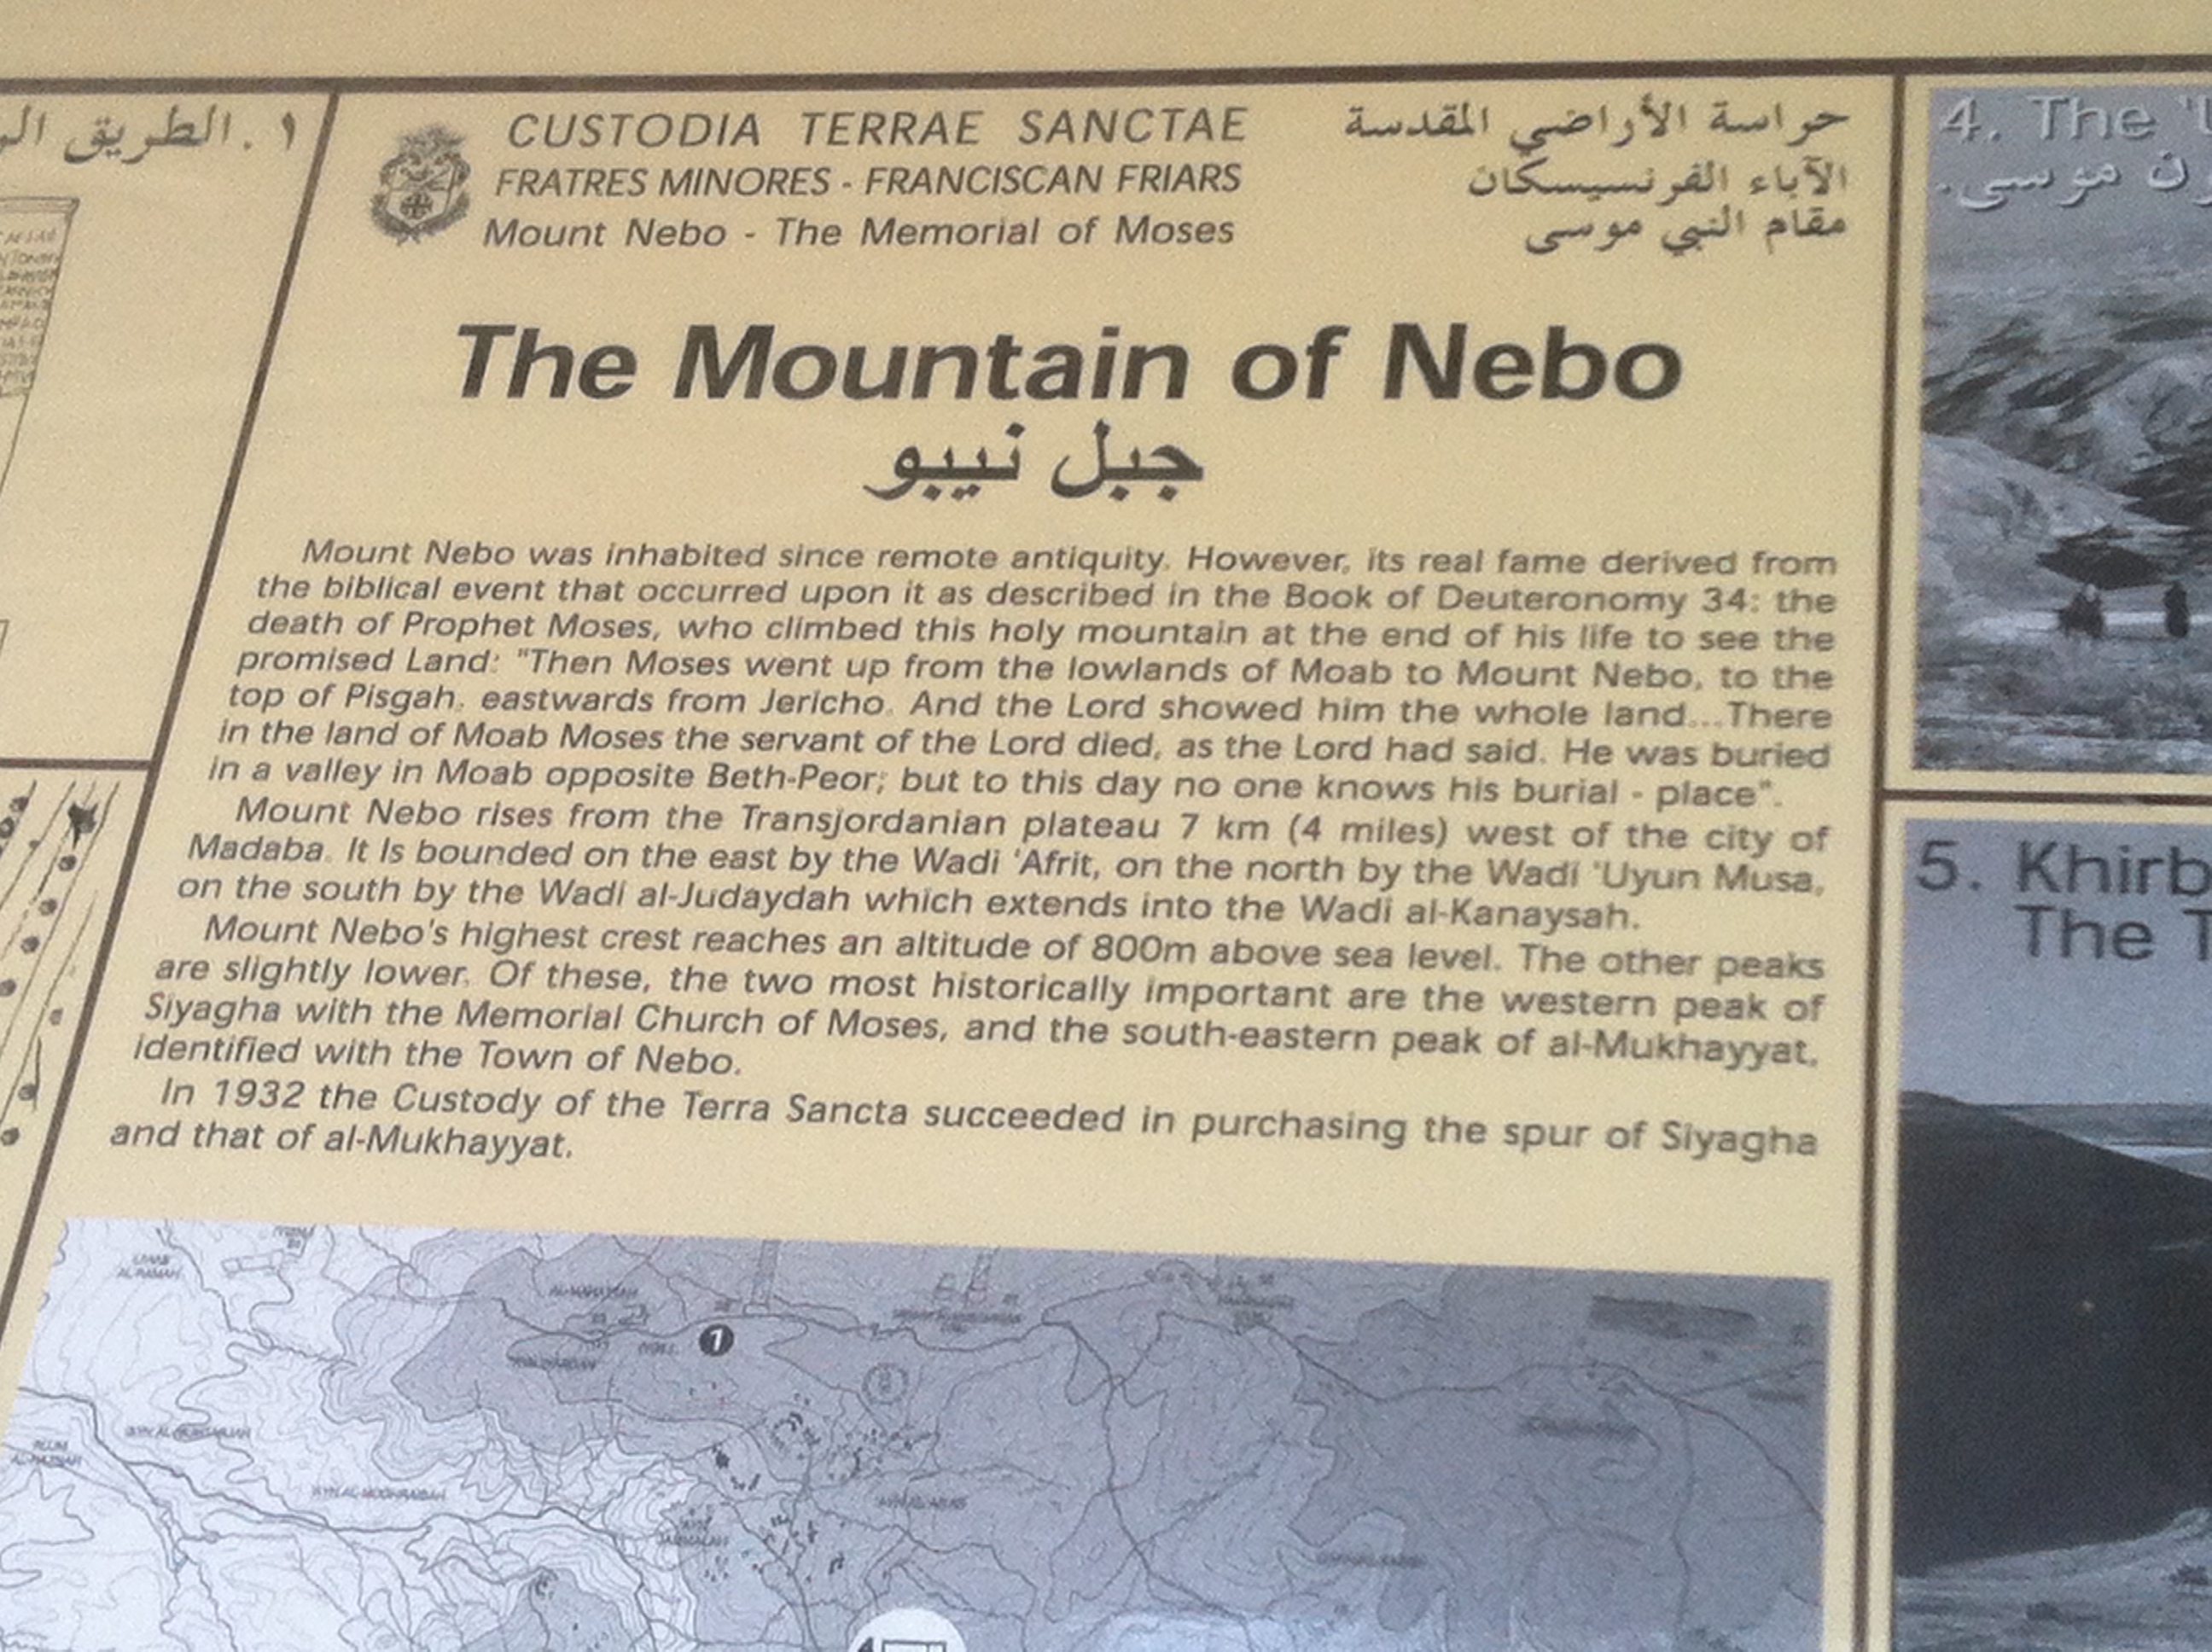 ١. الطريق
CUSTODIA TERRAE SANCTAE
FRATRES MINORES - FRANCISCAN FRIARS
Mount Nebo - The Memorial of Moses
حراسة الأراضي المقدسة
الآباء الفرنسيسكان
مقام النبي موسى
The Mountain of Nebo
جبل نيبو
Mount Nebo was inhabited since remote antiquity. However, its real fame derived from
the biblical event that occurred upon it as described in the Book of Deuteronomy 34: the
death of Prophet Moses, who climbed this holy mountain at the end of his life to see the
promised Land: "Then Moses went up from the lowlands of Moab to Mount Nebo, to the
top of Pisgah, eastwards from Jericho. And the Lord showed him the whole land...There
in the land of Moab Moses the servant of the Lord died, as the Lord had said. He was buried
in a valley in Moab opposite Beth-Peor; but to this day no one knows his burial - place".
Mount Nebo rises from the Transjordanian plateau 7 km (4 miles) west of the city of
Madaba. It Is bounded on the east by the Wadi 'Afrit, on the north by the Wadi 'Uyun Musa,
on the south by the Wadi al-Judaydah which extends into the Wadi al-Kanaysah.
Mount Nebo's highest crest reaches an altitude of 800m above sea level. The other peaks
are slightly lower. Of these, the two most historically important are the western peak of
Siyagha with the Memorial Church of Moses, and the south-eastern peak of al-Mukhayyat,
identified with the Town of Nebo.
In 1932 the Custody of the Terra Sancta succeeded in purchasing the spur of Siyagha
and that of al-Mukhayyat.
1
4. The
موسى.
5. Khirb
The T